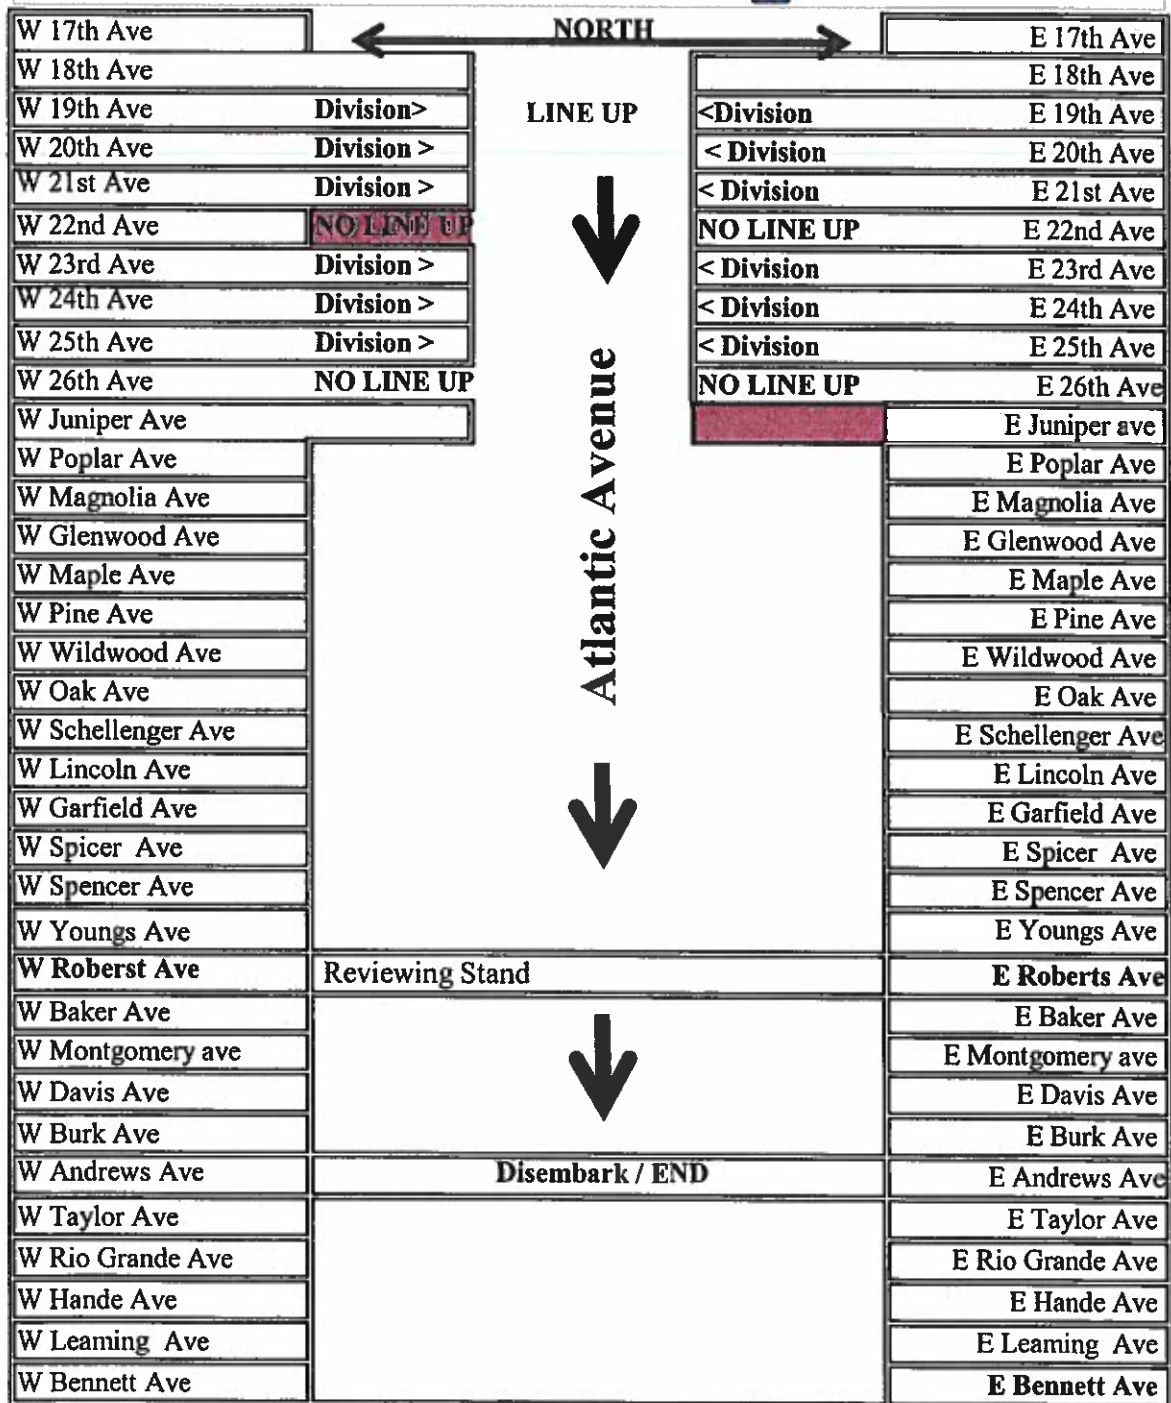 NORTH
W 17th Ave E 17th Ave
W 18th Ave E 18th Ave
W 19th Ave Division> LINE UP <Division E 19th Ave
W 20th Ave Division > < Division E 20th Ave
W 21st Ave Division > < Division E 21st Ave
W 22nd Ave NO LINE UP NO LINE UP E 22nd Ave
W 23rd Ave Division > < Division E 23rd Ave
W 24th Ave Division > < Division E 24th Ave
W 25th Ave Division > < Division E 25th Ave
W 26th Ave NO LINE UP NO LINE UP E 26th Ave
W Juniper Ave E Juniper ave
Atlantic Avenue
W Poplar Ave E Poplar Ave
W Magnolia Ave E Magnolia Ave
W Glenwood Ave E Glenwood Ave
W Maple Ave E Maple Ave
W Pine Ave E Pine Ave
W Wildwood Ave E Wildwood Ave
W Oak Ave E Oak Ave
W Schellenger Ave E Schellenger Ave
W Lincoln Ave E Lincoln Ave
W Garfield Ave E Garfield Ave
W Spicer Ave E Spicer Ave
W Spencer Ave E Spencer Ave
W Youngs Ave E Youngs Ave
W Roberst Ave Reviewing Stand E Roberts Ave
W Baker Ave E Baker Ave
W Montgomery ave E Montgomery ave
W Davis Ave E Davis Ave
W Burk Ave E Burk Ave
W Andrews Ave Disembark / END E Andrews Ave
W Taylor Ave E Taylor Ave
W Rio Grande Ave E Rio Grande Ave
W Hande Ave E Hande Ave
W Leaming Ave E Leaming Ave
W Bennett Ave E Bennett Ave